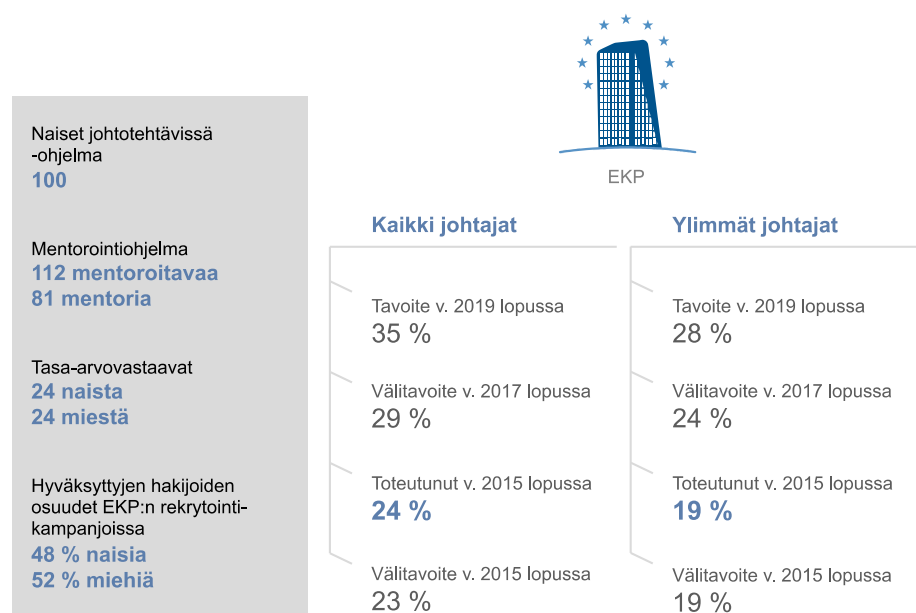 Naiset johtotehtävissä
-ohjelma
100
Mentorointiohjelma
112 mentoroitavaa
81 mentoria
Tasa-arvovastaavat
24 naista
24 miestä
Hyväksyttyjen hakijoiden
osuudet EKP:n rekrytointi-
kampanjoissa
48 % naisia
52 % miehiä
EKP
Kaikki johtajat
Tavoite v. 2019 lopussa
35 %
Välitavoite v. 2017 lopussa
29 %
Toteutunut v. 2015 lopussa
24 %
Välitavoite v. 2015 lopussa
23 %
Ylimmät johtajat
Tavoite v. 2019 lopussa
28 %
Välitavoite v. 2017 lopussa
24 %
Toteutunut v. 2015 lopussa
19 %
Välitavoite v. 2015 lopussa
19 %